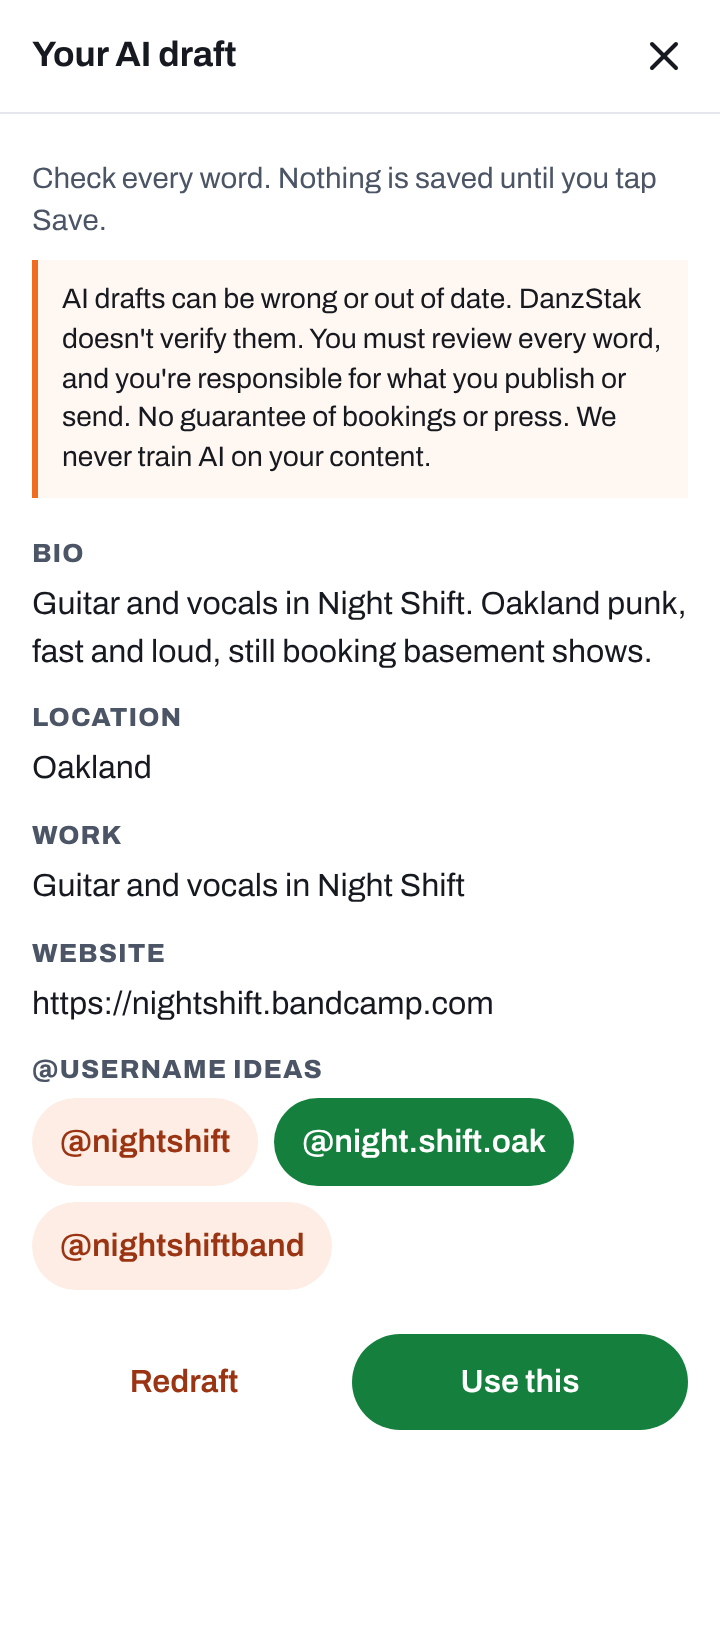 Your AI draft
Check every word. Nothing is saved until you tap
Save.
AI drafts can be wrong or out of date. DanzStak
doesn't verify them. You must review every word,
and you're responsible for what you publish or
send. No guarantee of bookings or press. We
never train AI on your content.
BIO
Guitar and vocals in Night Shift. Oakland punk,
fast and loud, still booking basement shows.
LOCATION
Oakland
WORK
Guitar and vocals in Night Shift
WEBSITE
https://nightshift.bandcamp.com
@USERNAME IDEAS
@nightshift @night.shift.oak
@nightshiftband
Redraft Use this